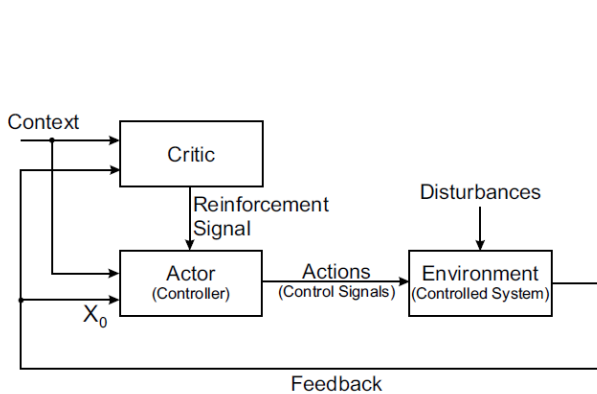 Context
Critic
Reinforcement
Signal
Disturbances
Actor
(Controller)
Actions
(Control Signals)
Environment
(Controlled System)
X₀
Feedback